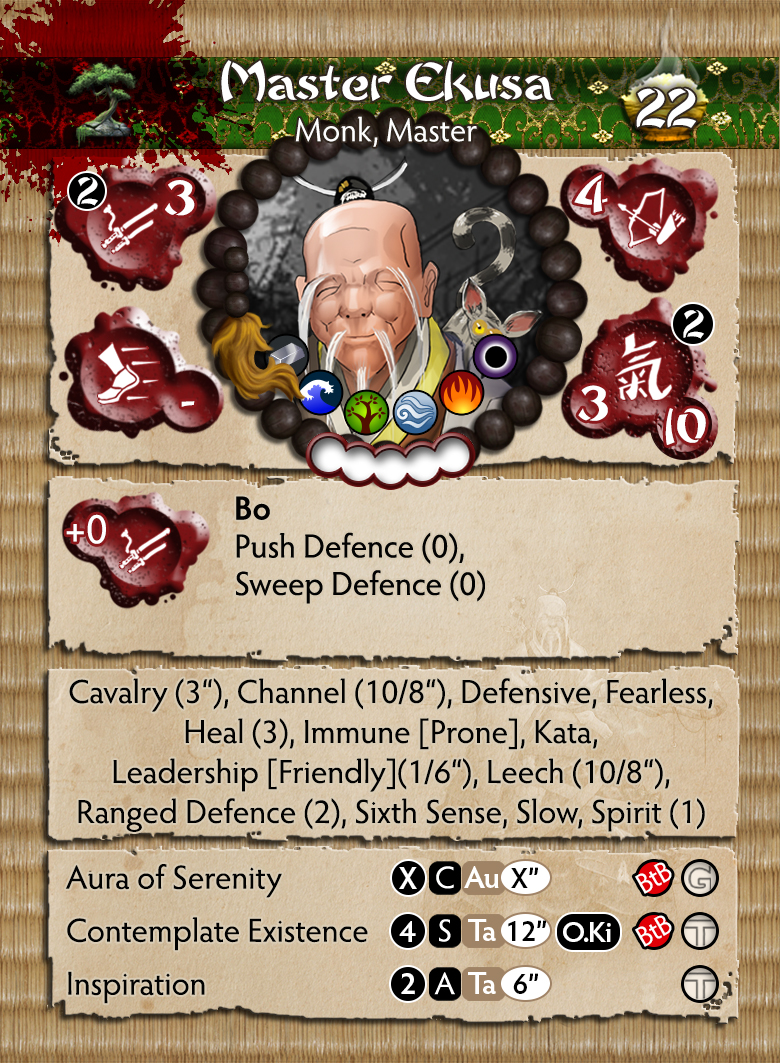 Master Ekusa
22
Monk, Master
2 3
4
-
氣
2
3
10
+0
Bo
Push Defence (0),
Sweep Defence (0)
Cavalry (3“), Channel (10/8“), Defensive, Fearless,
Heal (3), Immune [Prone], Kata,
Leadership [Friendly](1/6“), Leech (10/8“),
Ranged Defence (2), Sixth Sense, Slow, Spirit (1)
Aura of Serenity X C Au X” BtB G
Contemplate Existence 4 S Ta 12” O.Ki BtB T
Inspiration 2 A Ta 6” T